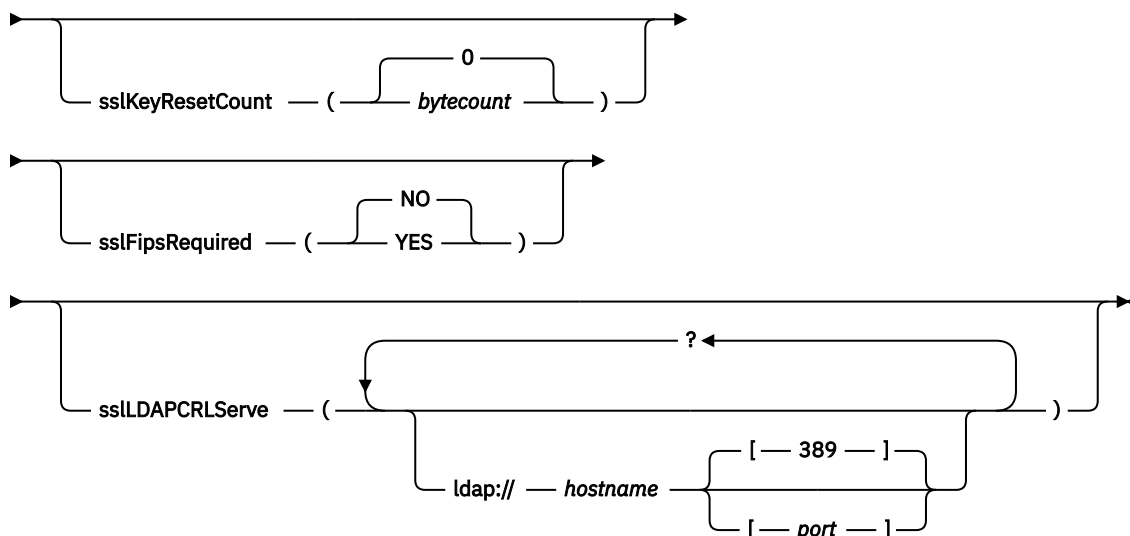 0
sslKeyResetCount ( bytecount )
NO
sslFipsRequired ( YES )
?
sslLDAPCRLServe ( )
[ 389 ]
ldap:// hostname
[ port ]